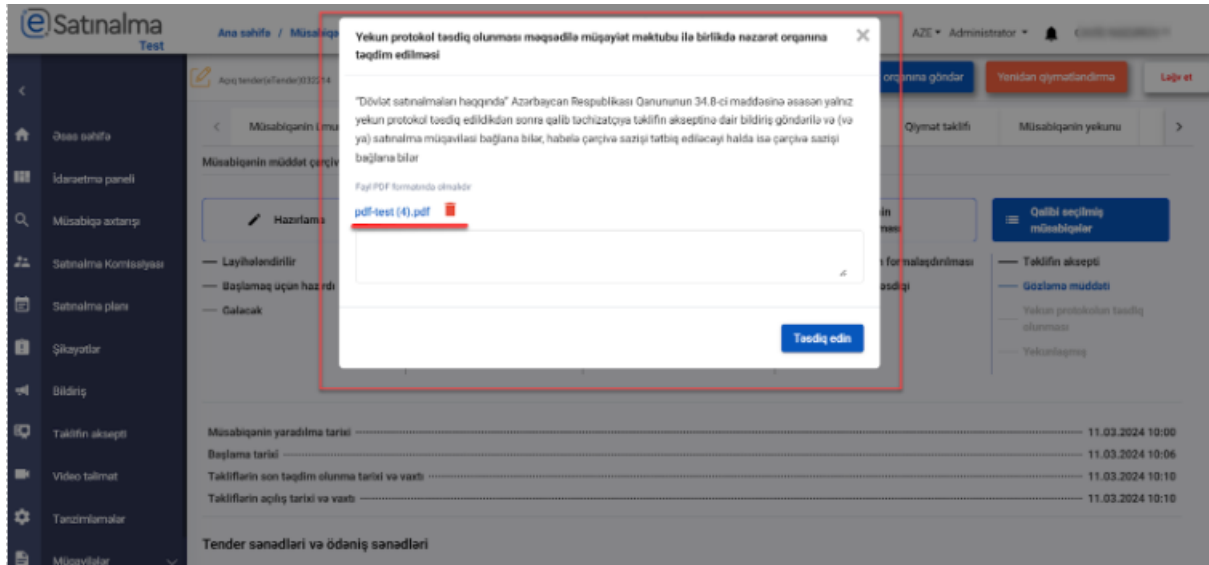 eSatınalma
Test
Ana səhifə / Müsabiqə
AZE
Administrator
Açıq tender(eTender)032214
orqanına göndər
Yenidən qiymətləndirmə
Ləğv et
Yekun protokol təsdiq olunması məqsədilə müşayiət məktubu ilə birlikdə nəzarət orqanına
təqdim edilməsi
"Dövlət satınalmaları haqqında" Azərbaycan Respublikası Qanununun 34.8-ci maddəsinə əsasən yalnız
yekun protokol təsdiq edildikdən sonra qalib təchizatçıya təklifin akseptinə dair bildiriş göndərilə və (və
ya) satınalma müqaviləsi bağlana bilər, habelə çərçivə sazişi tətbiq ediləcəyi halda isə çərçivə sazişi
bağlana bilər
Fayl PDF formatında olmalıdır
pdf-test (4).pdf
Təsdiq edin
Əsas səhifə
İdarəetmə paneli
Müsabiqə axtarışı
Satınalma Komissiyası
Satınalma planı
Şikayətlər
Bildiriş
Təklifin aksepti
Video təlimat
Tənzimləmələr
Müqavilələr
Müsabiqənin
Qiymət təklifi
Müsabiqənin yekunu
Müsabiqənin müddət çərçiv
Hazırlama
Layihələndirilir
Başlamaq üçün hazırdı
Gələcək
formalaşdırılması
Qalibi seçilmiş
müsabiqələr
Təklifin aksepti
Gözləmə müddəti
Yekun protokolun təsdiq
olunması
Yekunlaşmış
Müsabiqənin yaradılma tarixi 11.03.2024 10:00
Başlama tarixi 11.03.2024 10:06
Təkliflərin son təqdim olunma tarixi və vaxtı 11.03.2024 10:10
Təkliflərin açılış tarixi və vaxtı 11.03.2024 10:10
Tender sənədləri və ödəniş sənədləri